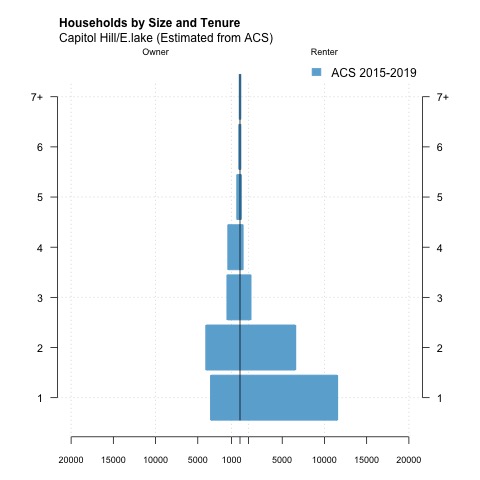 Households by Size and Tenure
Capitol Hill/E.lake (Estimated from ACS)
Owner Renter
ACS 2015-2019
7+ 7+
6 6
5 5
4 4
3 3
2 2
1 1
20000 15000 10000 5000 1000 5000 10000 15000 20000